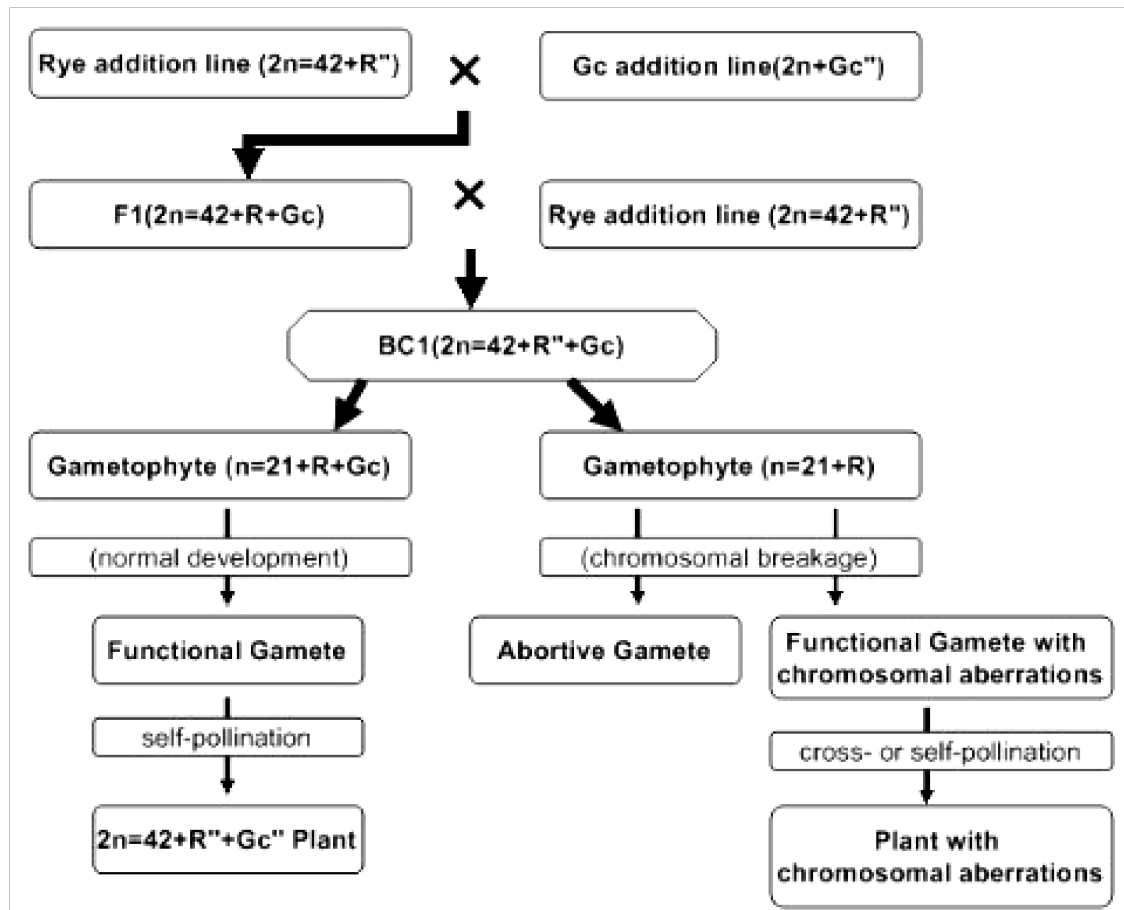 Rye addition line (2n=42+R")
×
Gc addition line(2n+Gc")
F1(2n=42+R+Gc)
×
Rye addition line (2n=42+R")
BC1(2n=42+R"+Gc)
Gametophyte (n=21+R+Gc)
Gametophyte (n=21+R)
(normal development)
(chromosomal breakage)
Functional Gamete
Abortive Gamete
Functional Gamete with
chromosomal aberrations
self-pollination
cross- or self-pollination
2n=42+R"+Gc" Plant
Plant with
chromosomal aberrations